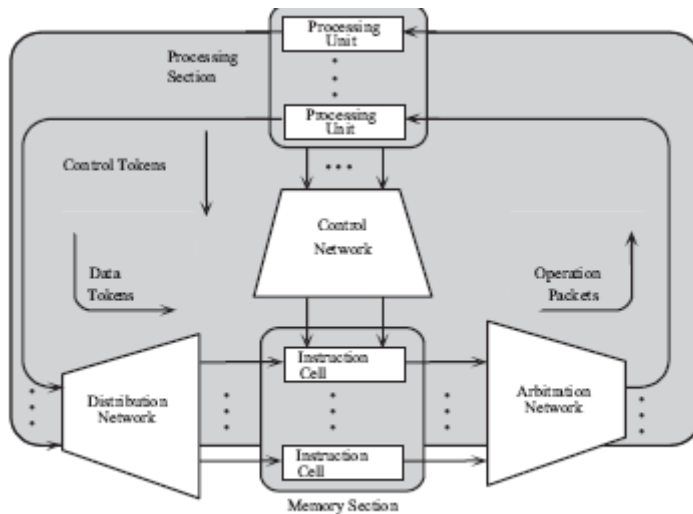 Processing
Unit
Processing
Section
Processing
Unit
Control Tokens
Control
Network
Data
Tokens
Operation
Packets
Instruction
Cell
Distribution
Network
Arbitration
Network
Instruction
Cell
Memory Section